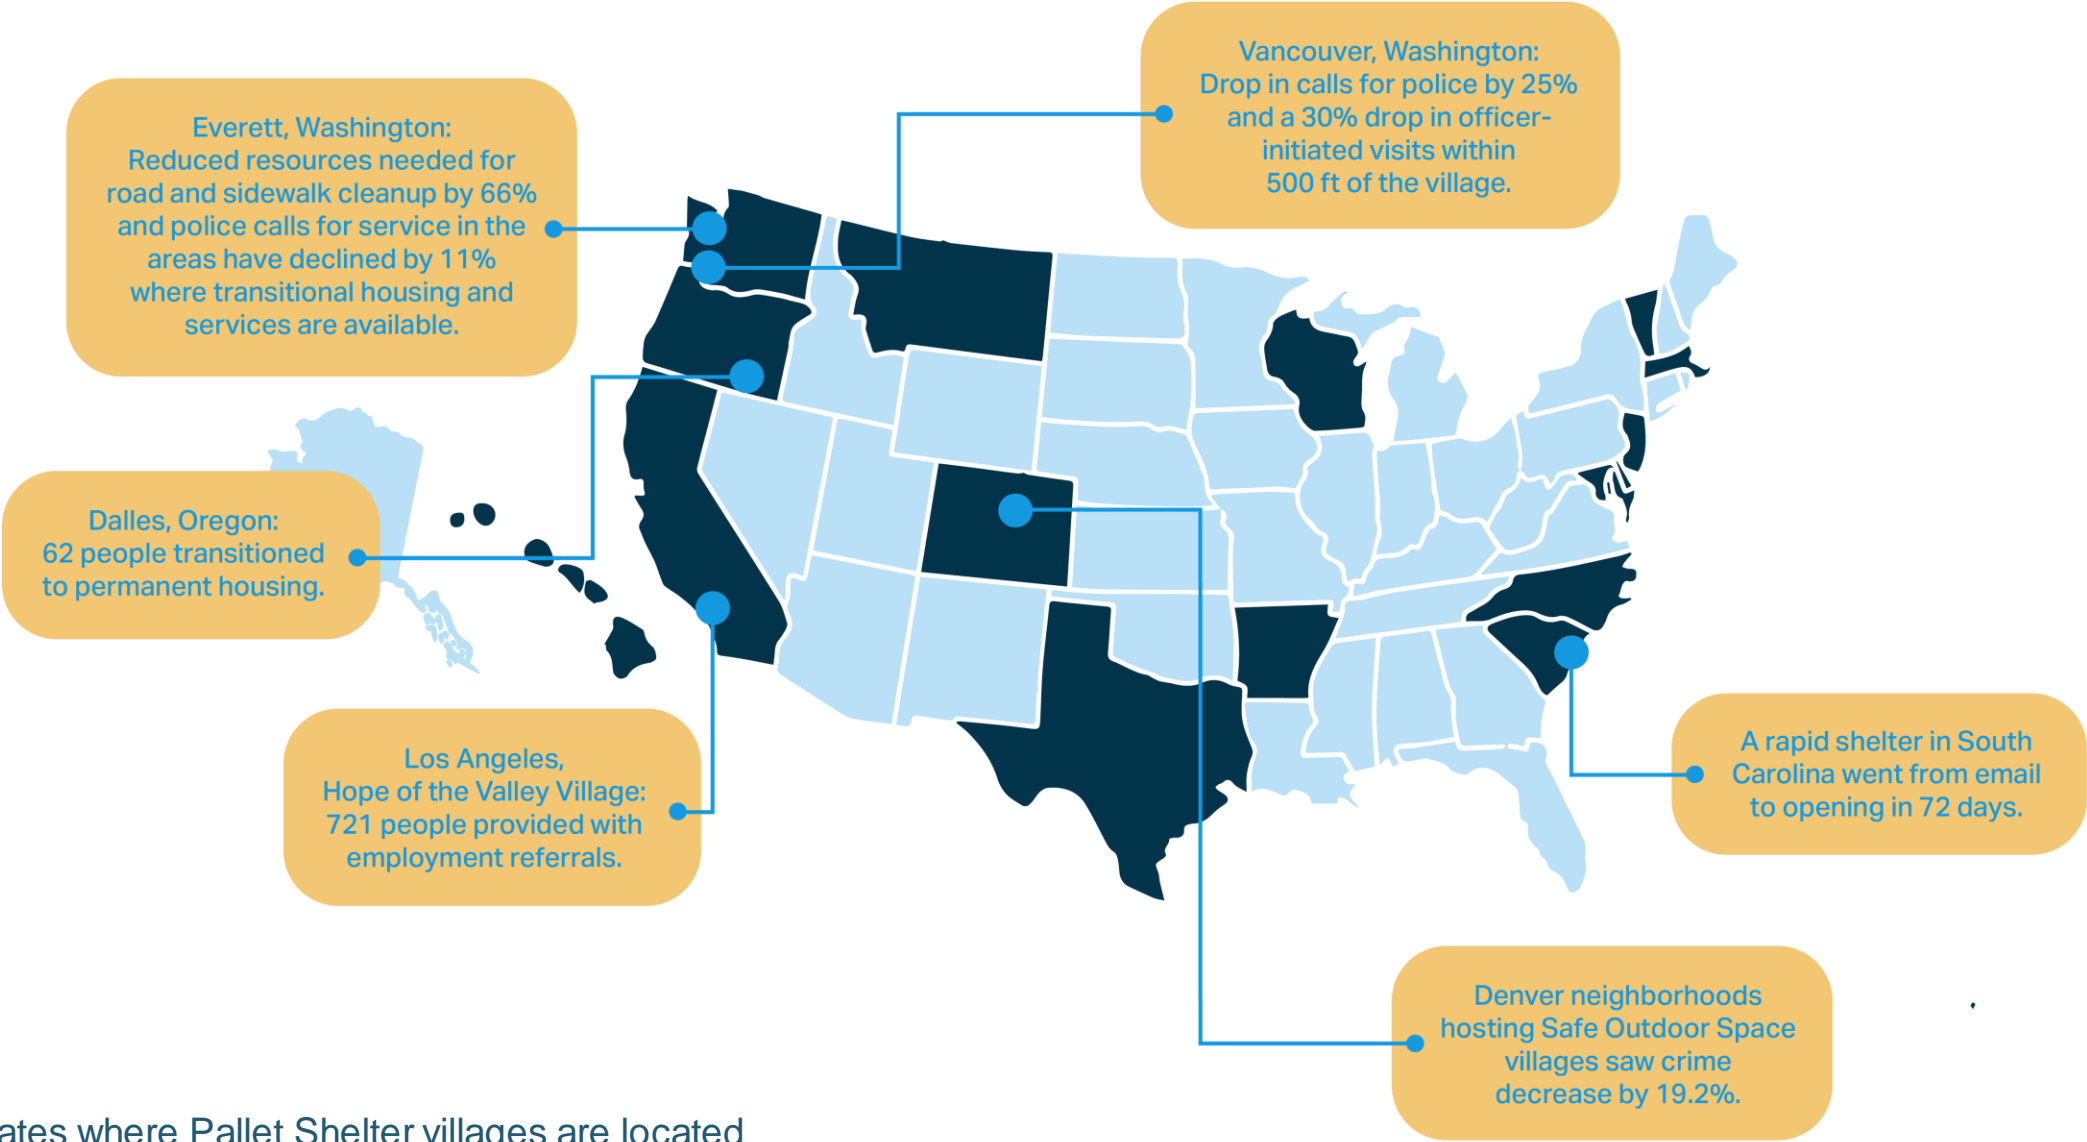 Vancouver, Washington:
Drop in calls for police by 25%
and a 30% drop in officer-
initiated visits within
500 ft of the village.
Everett, Washington:
Reduced resources needed for
road and sidewalk cleanup by 66%
and police calls for service in the
areas have declined by 11%
where transitional housing and
services are available.
Dalles, Oregon:
62 people transitioned
to permanent housing.
Los Angeles,
Hope of the Valley Village:
721 people provided with
employment referrals.
A rapid shelter in South
Carolina went from email
to opening in 72 days.
Denver neighborhoods
hosting Safe Outdoor Space
villages saw crime
decrease by 19.2%.
where Pallet Shelter villages are located